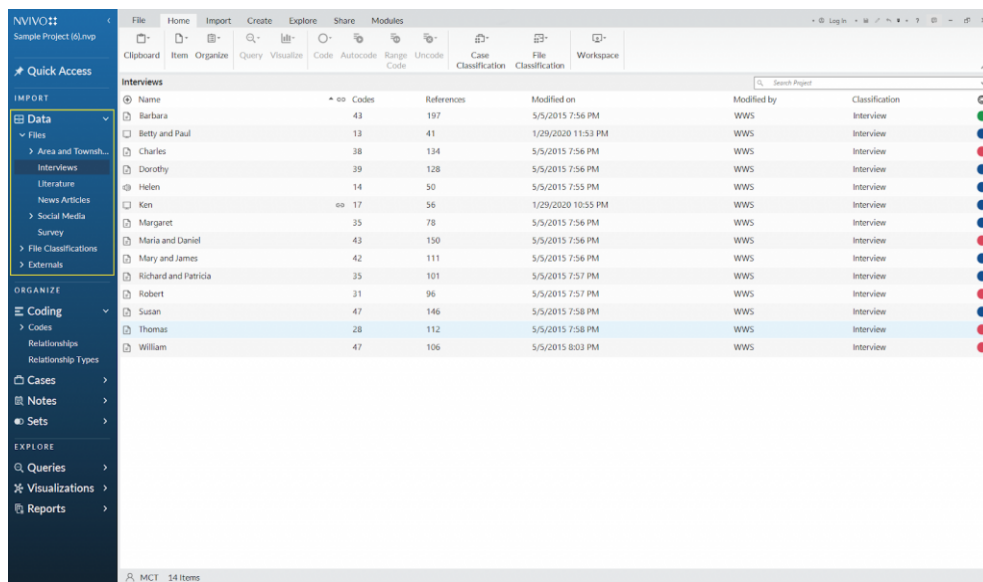 NVIVO
Sample Project (6).nvp
Quick Access
IMPORT
Data
Files
Area and Townsh...
Interviews
Literature
News Articles
Social Media
Survey
File Classifications
Externals
ORGANIZE
Coding
Codes
Relationships
Relationship Types
Cases
Notes
Sets
EXPLORE
Queries
Visualizations
Reports
File Home Import Create Explore Share Modules
Log In ?
Clipboard Item Organize Query Visualize Code Autocode Range Code Uncode Case Classification File Classification Workspace
Interviews
Search Project
Name Codes References Modified on Modified by Classification
Barbara 43 197 5/5/2015 7:56 PM WWS Interview
Betty and Paul 13 41 1/29/2020 11:53 PM WWS Interview
Charles 38 134 5/5/2015 7:56 PM WWS Interview
Dorothy 39 128 5/5/2015 7:56 PM WWS Interview
Helen 14 50 5/5/2015 7:55 PM WWS Interview
Ken 17 56 1/29/2020 10:55 PM WWS Interview
Margaret 35 78 5/5/2015 7:56 PM WWS Interview
Maria and Daniel 43 150 5/5/2015 7:56 PM WWS Interview
Mary and James 42 111 5/5/2015 7:56 PM WWS Interview
Richard and Patricia 35 101 5/5/2015 7:57 PM WWS Interview
Robert 31 96 5/5/2015 7:57 PM WWS Interview
Susan 47 146 5/5/2015 7:58 PM WWS Interview
Thomas 28 112 5/5/2015 7:58 PM WWS Interview
William 47 106 5/5/2015 8:03 PM WWS Interview
MCT 14 Items